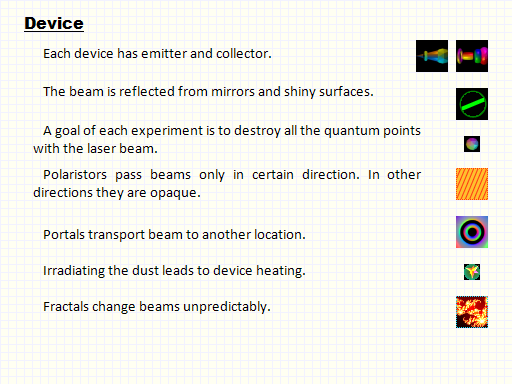 Device
Each device has emitter and collector.
The beam is reflected from mirrors and shiny surfaces.
A goal of each experiment is to destroy all the quantum points
with the laser beam.
Polaristors pass beams only in certain direction. In other
directions they are opaque.
Portals transport beam to another location.
Irradiating the dust leads to device heating.
Fractals change beams unpredictably.